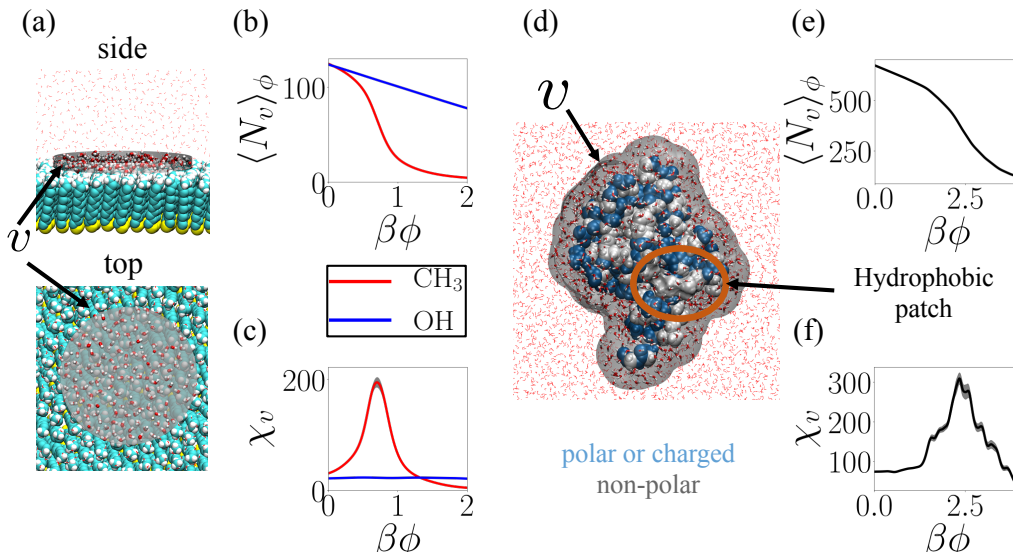 (a)
side
v
top
(b)
⟨N_v⟩_ϕ
100
0
0
1
2
βϕ
CH₃
OH
(c)
χ_v
200
0
0
1
2
βϕ
(d)
v
Hydrophobic
patch
polar or charged
non-polar
(e)
⟨N_v⟩_ϕ
500
250
0.0
2.5
βϕ
(f)
χ_v
300
200
100
0.0
2.5
βϕ